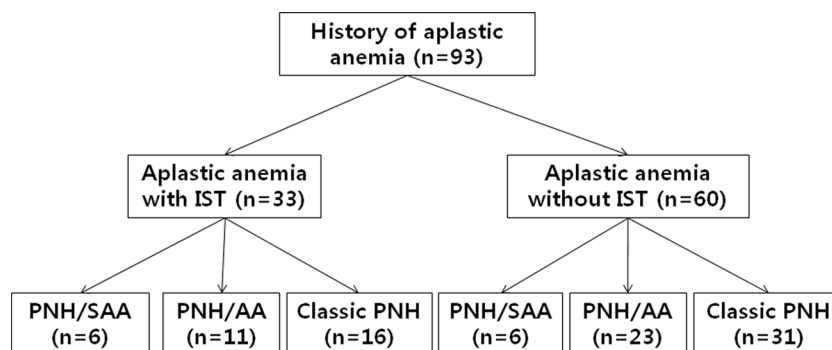 History of aplastic
anemia (n=93)
Aplastic anemia
with IST (n=33)
Aplastic anemia
without IST (n=60)
PNH/SAA
(n=6)
PNH/AA
(n=11)
Classic PNH
(n=16)
PNH/SAA
(n=6)
PNH/AA
(n=23)
Classic PNH
(n=31)